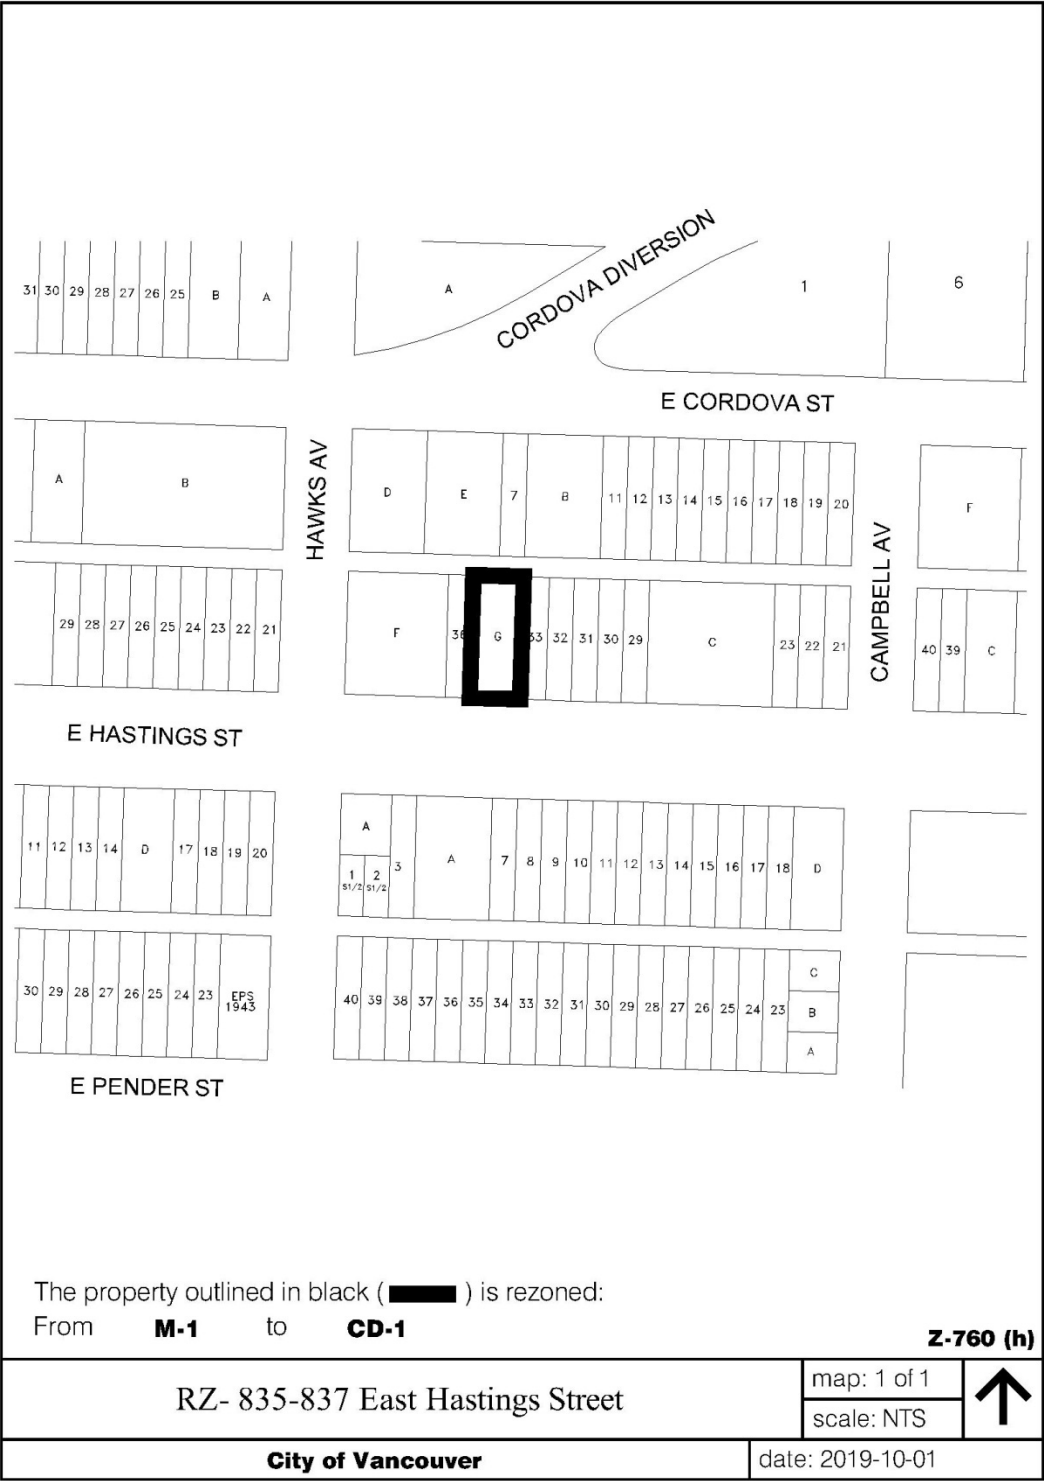 CORDOVA DIVERSION
31 30 29 28 27 26 25 B A
A
1
6
E CORDOVA ST
HAWKS AV
CAMPBELL AV
A B
D E 7 B 11 12 13 14 15 16 17 18 19 20
F
29 28 27 26 25 24 23 22 21
F 36 G 33 32 31 30 29 C 23 22 21
40 39 C
E HASTINGS ST
11 12 13 14 D 17 18 19 20
A
1 S1/2 2 S1/2 3 A 7 8 9 10 11 12 13 14 15 16 17 18 D
30 29 28 27 26 25 24 23 EPS
1943
40 39 38 37 36 35 34 33 32 31 30 29 28 27 26 25 24 23
C
B
A
E PENDER ST
The property outlined in black ( ) is rezoned:
From M-1 to CD-1
Z-760 (h)
RZ- 835-837 East Hastings Street
map: 1 of 1
scale: NTS
City of Vancouver
date: 2019-10-01